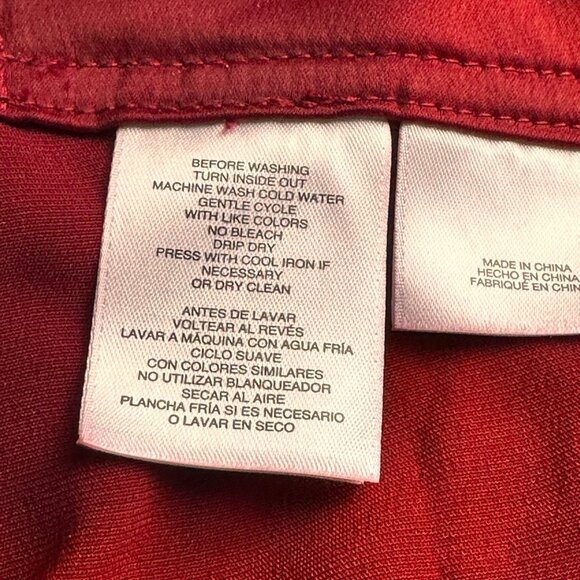 BEFORE WASHING
TURN INSIDE OUT
MACHINE WASH COLD WATER
GENTLE CYCLE
WITH LIKE COLORS
NO BLEACH
DRIP DRY
PRESS WITH COOL IRON IF
NECESSARY
OR DRY CLEAN
ANTES DE LAVAR
VOLTEAR AL REVÉS
LAVAR A MÁQUINA CON AGUA FRÍA
CICLO SUAVE
CON COLORES SIMILARES
NO UTILIZAR BLANQUEADOR
SECAR AL AIRE
PLANCHA FRÍA SI ES NECESARIO
O LAVAR EN SECO
MADE IN CHINA
HECHO EN CHINA
FABRIQUÉ EN CHIN